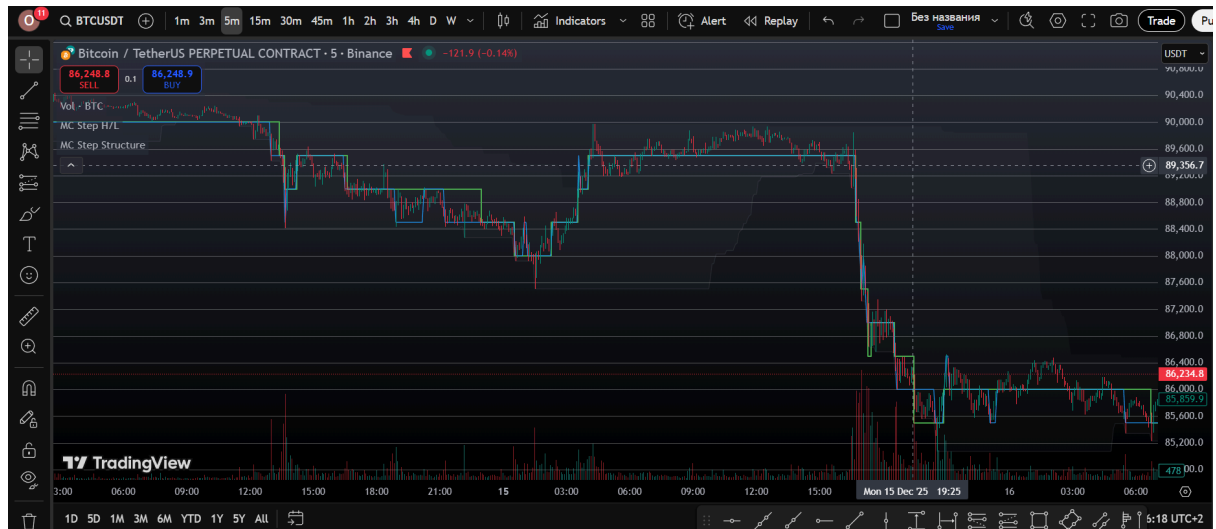 O 11 BTCUSDT 1m 3m 5m 15m 30m 45m 1h 2h 3h 4h D W Indicators Alert Replay Без названия Save Trade Pu
Bitcoin / TetherUS PERPETUAL CONTRACT · 5 · Binance −121.9 (−0.14%)
USDT
86,248.8 SELL 0.1 86,248.9 BUY
Vol · BTC
MC Step H/L
MC Step Structure
90,800.0
90,400.0
90,000.0
89,600.0
89,356.7
89,200.0
88,800.0
88,400.0
88,000.0
87,600.0
87,200.0
86,800.0
86,400.0
86,234.8
86,000.0
85,859.9
85,600.0
85,200.0
478
TradingView
3:00 06:00 09:00 12:00 15:00 18:00 21:00 15 03:00 06:00 09:00 12:00 15:00 Mon 15 Dec '25 19:25 16 03:00 06:00
1D 5D 1M 3M 6M YTD 1Y 5Y All 6:18 UTC+2